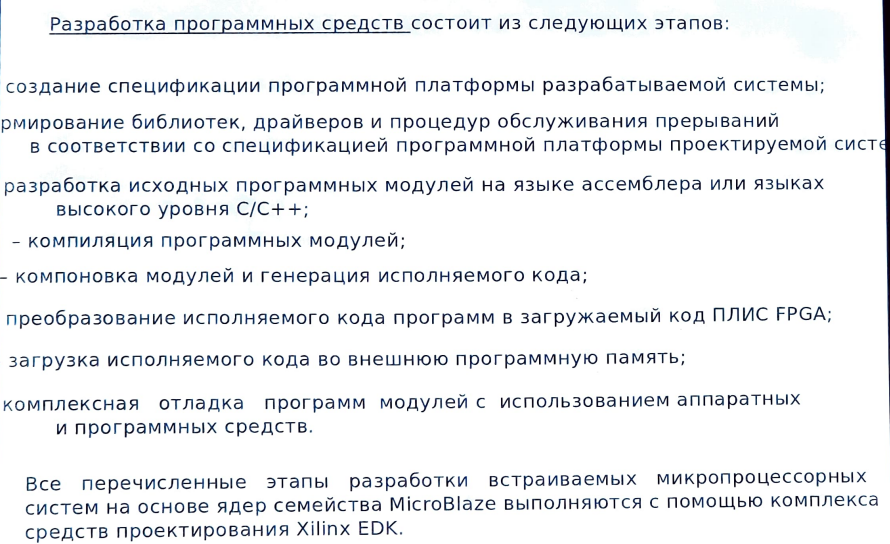 Разработка программных средств состоит из следующих этапов:
создание спецификации программной платформы разрабатываемой системы;
рмирование библиотек, драйверов и процедур обслуживания прерываний
в соответствии со спецификацией программной платформы проектируемой систе
разработка исходных программных модулей на языке ассемблера или языках
высокого уровня C/C++;
– компиляция программных модулей;
– компоновка модулей и генерация исполняемого кода;
преобразование исполняемого кода программ в загружаемый код ПЛИС FPGA;
загрузка исполняемого кода во внешнюю программную память;
комплексная отладка программ модулей с использованием аппаратных
и программных средств.
Все перечисленные этапы разработки встраиваемых микропроцессорных
систем на основе ядер семейства MicroBlaze выполняются с помощью комплекса
средств проектирования Xilinx EDK.